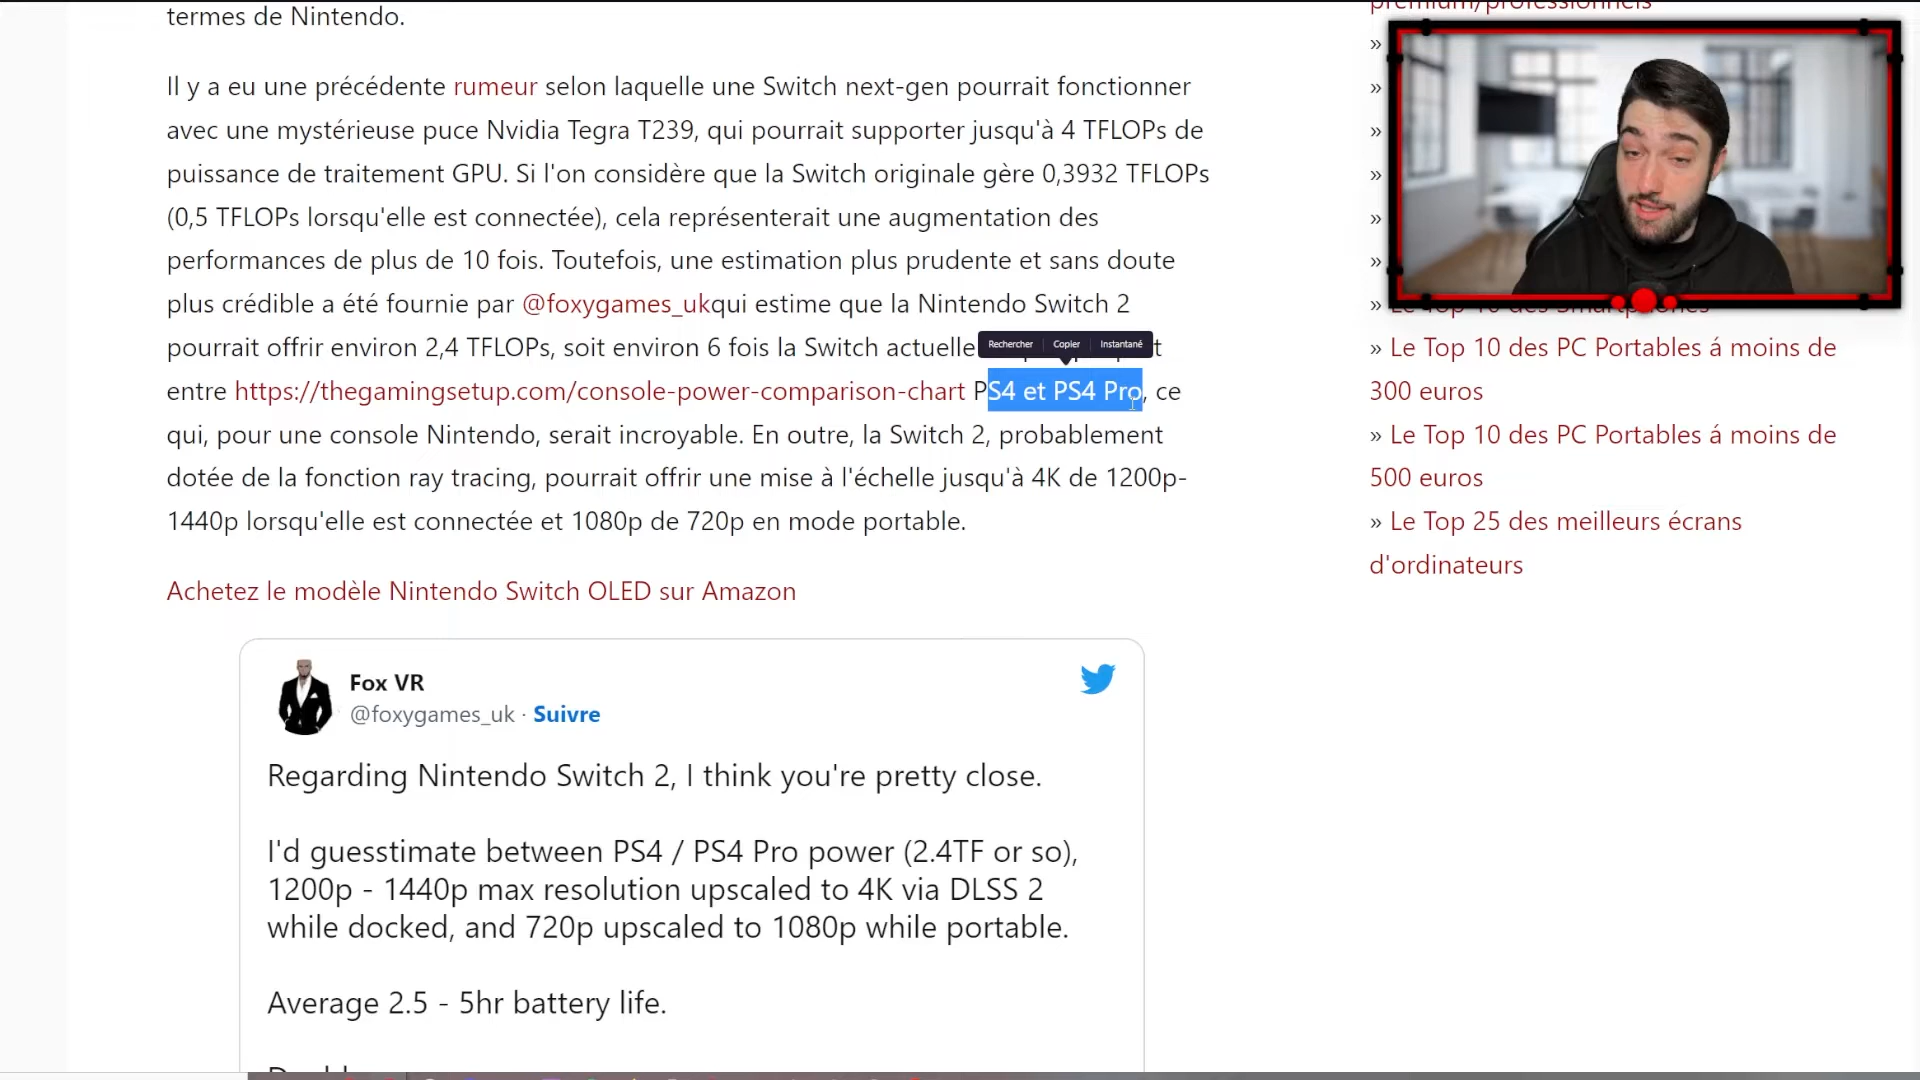 termes de Nintendo.
Il y a eu une précédente rumeur selon laquelle une Switch next-gen pourrait fonctionner
avec une mystérieuse puce Nvidia Tegra T239, qui pourrait supporter jusqu'à 4 TFLOPs de
puissance de traitement GPU. Si l'on considère que la Switch originale gère 0,3932 TFLOPs
(0,5 TFLOPs lorsqu'elle est connectée), cela représenterait une augmentation des
performances de plus de 10 fois. Toutefois, une estimation plus prudente et sans doute
plus crédible a été fournie par @foxygames_ukqui estime que la Nintendo Switch 2
Rechercher Copier Instantané
pourrait offrir environ 2,4 TFLOPs, soit environ 6 fois la Switch actuelle
entre https://thegamingsetup.com/console-power-comparison-chart PS4 et PS4 Pro, ce
qui, pour une console Nintendo, serait incroyable. En outre, la Switch 2, probablement
dotée de la fonction ray tracing, pourrait offrir une mise à l'échelle jusqu'à 4K de 1200p-
1440p lorsqu'elle est connectée et 1080p de 720p en mode portable.
Achetez le modèle Nintendo Switch OLED sur Amazon
Fox VR
@foxygames_uk · Suivre
Regarding Nintendo Switch 2, I think you're pretty close.
I'd guesstimate between PS4 / PS4 Pro power (2.4TF or so),
1200p - 1440p max resolution upscaled to 4K via DLSS 2
while docked, and 720p upscaled to 1080p while portable.
Average 2.5 - 5hr battery life.
premium/professionnels
»
»
»
»
»
»
» Le Top 10 des Smartphones
» Le Top 10 des PC Portables á moins de
300 euros
» Le Top 10 des PC Portables á moins de
500 euros
» Le Top 25 des meilleurs écrans
d'ordinateurs